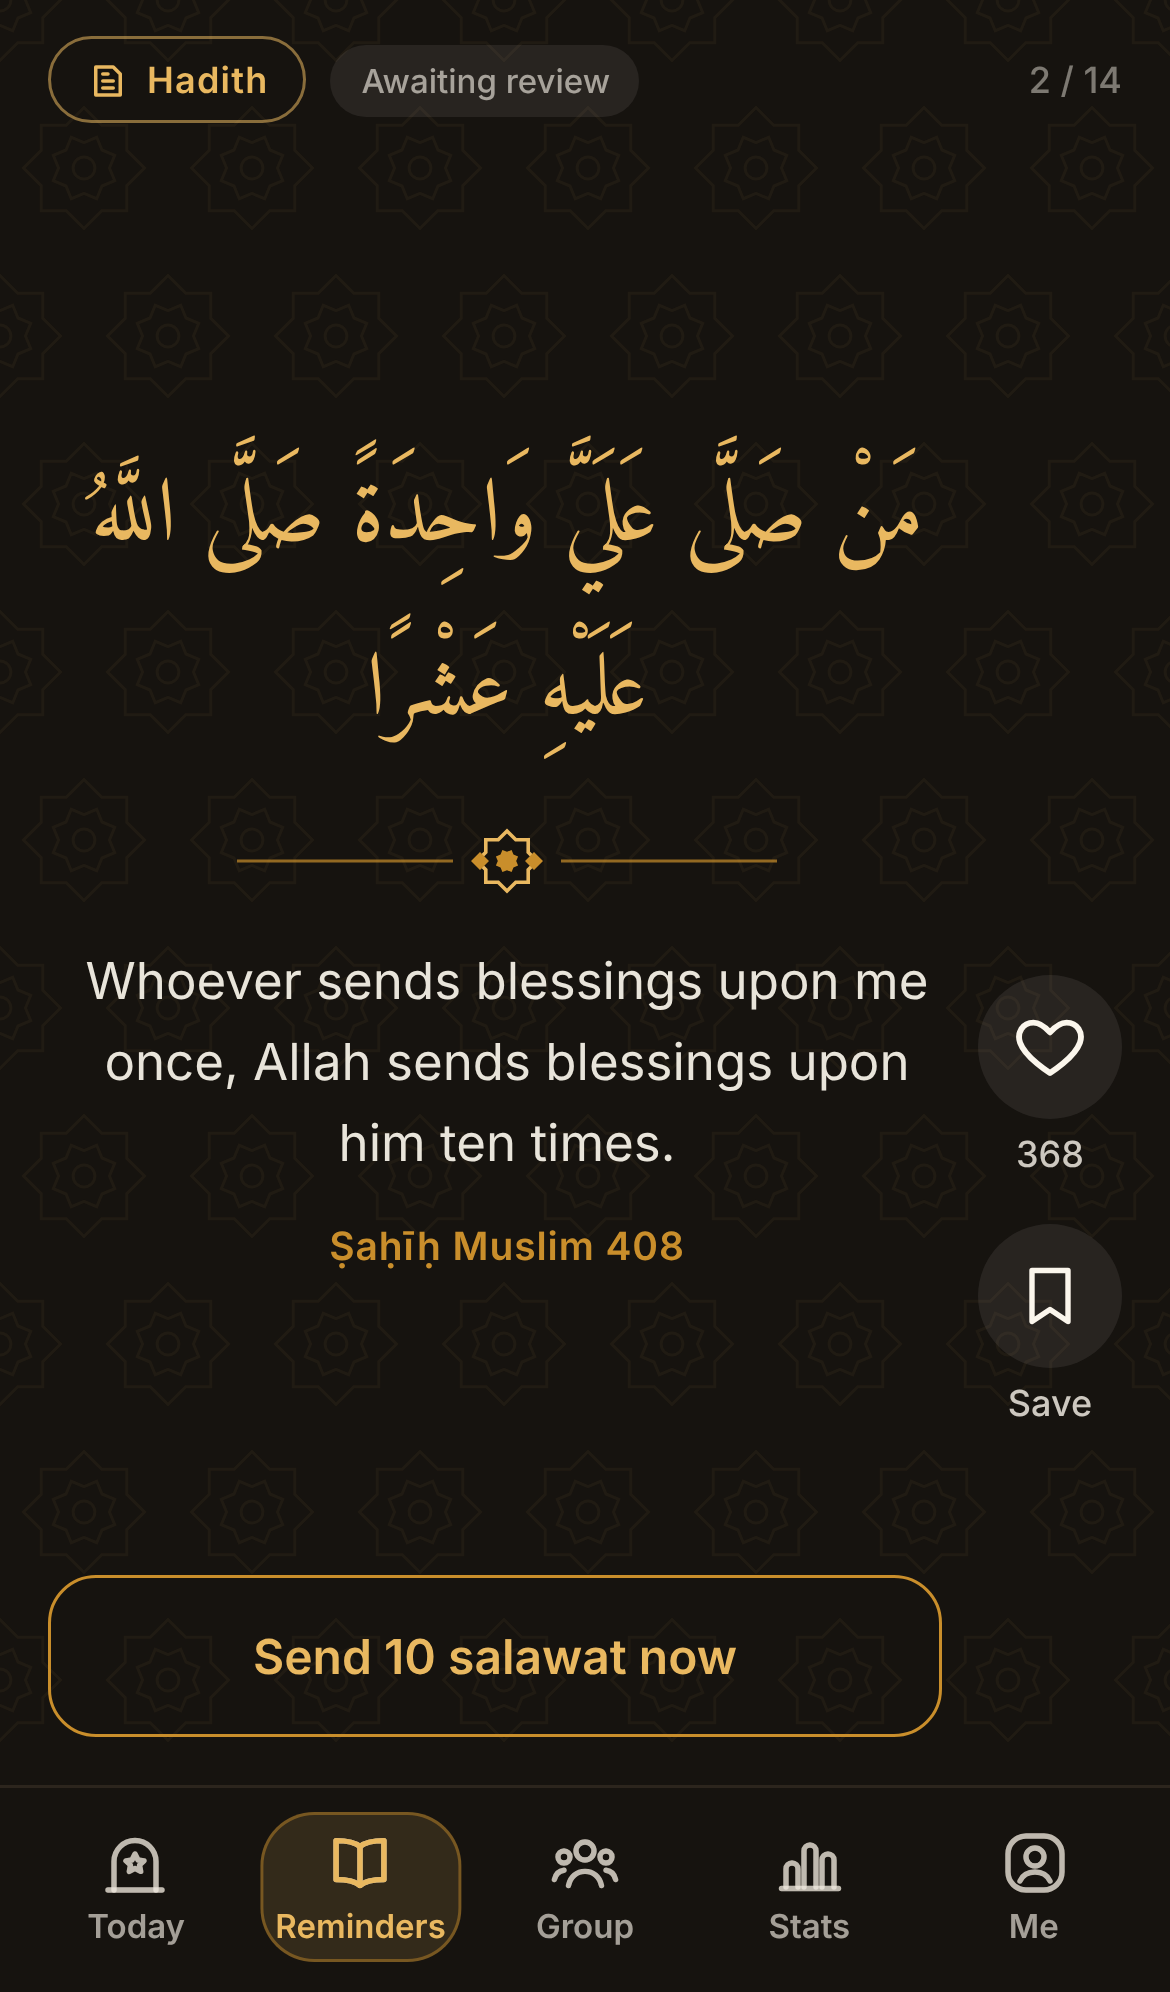 Hadith
Awaiting review
2 / 14
مَنْ صَلَّى عَلَيَّ وَاحِدَةً صَلَّى اللَّهُ
عَلَيْهِ عَشْرًا
Whoever sends blessings upon me
once, Allah sends blessings upon
him ten times.
Ṣaḥīḥ Muslim 408
368
Save
Send 10 salawat now
Today
Reminders
Group
Stats
Me